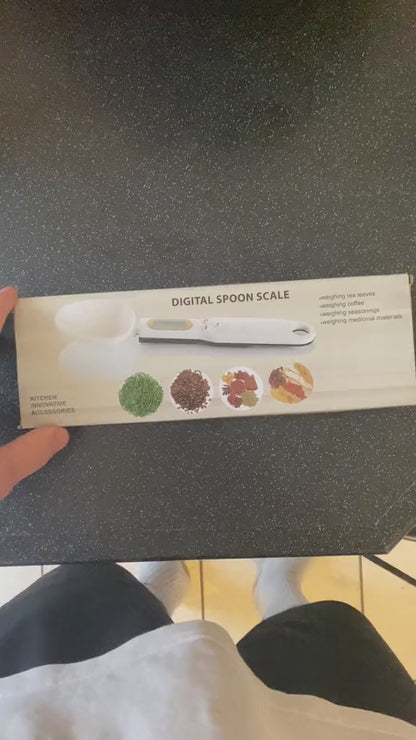 DIGITAL SPOON SCALE
•weighing tea leaves
•weighing coffee
•weighing seasonings
•weighing medicinal materials
KITCHEN
INNOVATIVE
ACCESSORIES